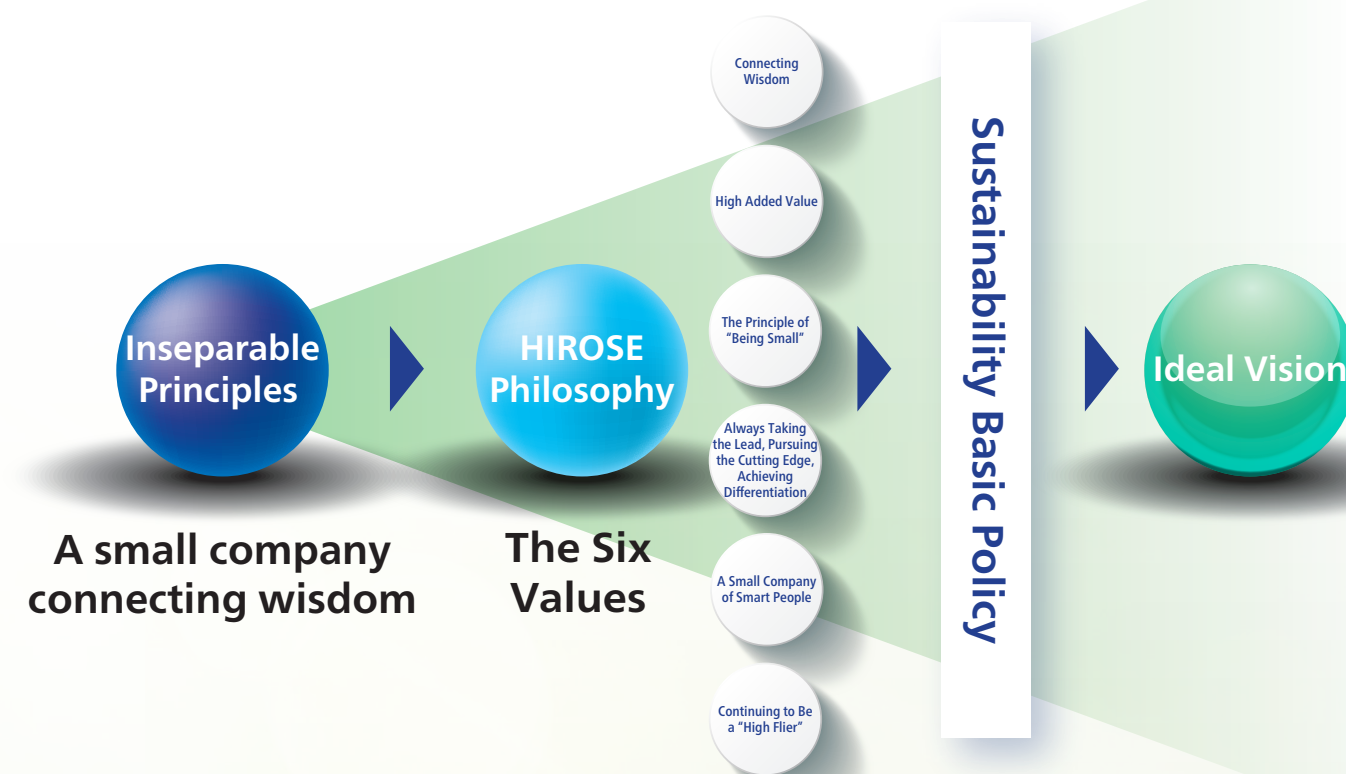 Inseparable
Principles
A small company
connecting wisdom
HIROSE
Philosophy
The Six
Values
Connecting
Wisdom
High Added Value
The Principle of
“Being Small”
Always Taking
the Lead, Pursuing
the Cutting Edge,
Achieving
Differentiation
A Small Company
of Smart People
Continuing to Be
a “High Flier”
Sustainability Basic Policy
Ideal Vision